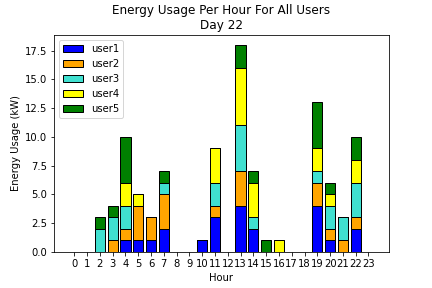 Energy Usage Per Hour For All Users
Day 22
17.5
15.0
12.5
10.0
7.5
5.0
2.5
0.0
Energy Usage (kW)
user1
user2
user3
user4
user5
0 1 2 3 4 5 6 7 8 9 10 11 12 13 14 15 16 17 18 19 20 21 22 23
Hour